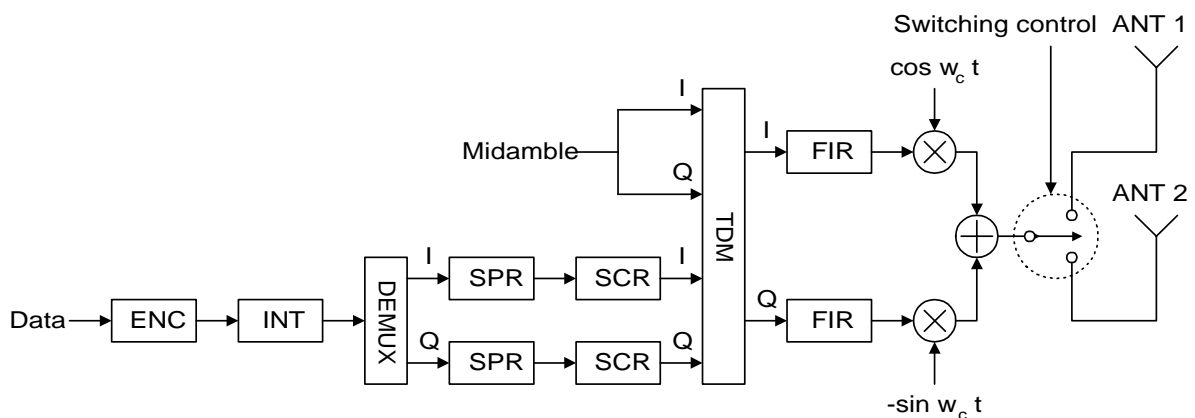 Switching control ANT 1
cos w_c t
I
I
Midamble
FIR
Q
ANT 2
TDM
I
I
SPR
SCR
Q
Data
ENC
INT
DEMUX
FIR
Q
Q
SPR
SCR
-sin w_c t